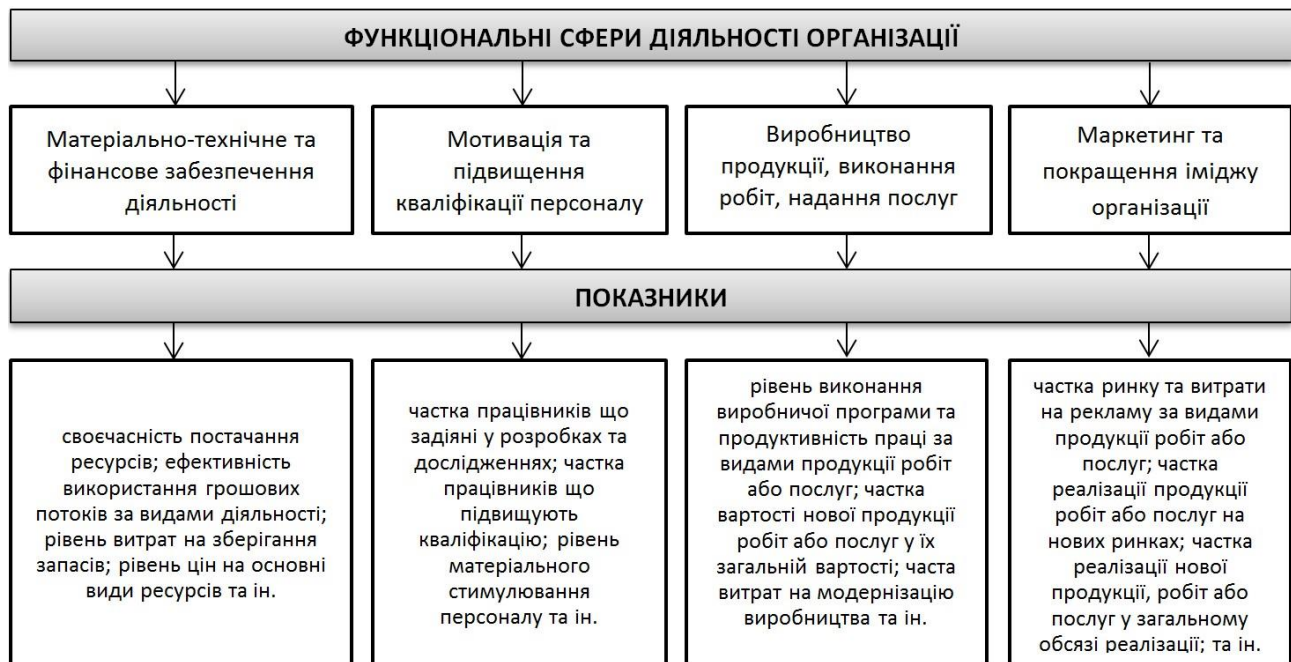 ФУНКЦІОНАЛЬНІ СФЕРИ ДІЯЛЬНОСТІ ОРГАНІЗАЦІЇ
Матеріально-технічне та
фінансове забезпечення
діяльності
Мотивація та
підвищення
кваліфікації персоналу
Виробництво
продукції, виконання
робіт, надання послуг
Маркетинг та
покращення іміджу
організації
ПОКАЗНИКИ
своєчасність постачання
ресурсів; ефективність
використання грошових
потоків за видами діяльності;
рівень витрат на зберігання
запасів; рівень цін на основні
види ресурсів та ін.
частка працівників що
задіяні у розробках та
дослідженнях; частка
працівників що
підвищують
кваліфікацію; рівень
матеріального
стимулювання
персоналу та ін.
рівень виконання
виробничої програми та
продуктивність праці за
видами продукції робіт
або послуг; частка
вартості нової продукції
робіт або послуг у їх
загальній вартості; часта
витрат на модернізацію
виробництва та ін.
частка ринку та витрати
на рекламу за видами
продукції робіт або
послуг; частка
реалізації продукції
робіт або послуг на
нових ринках; частка
реалізації нової
продукції, робіт або
послуг у загальному
обсязі реалізації; та ін.